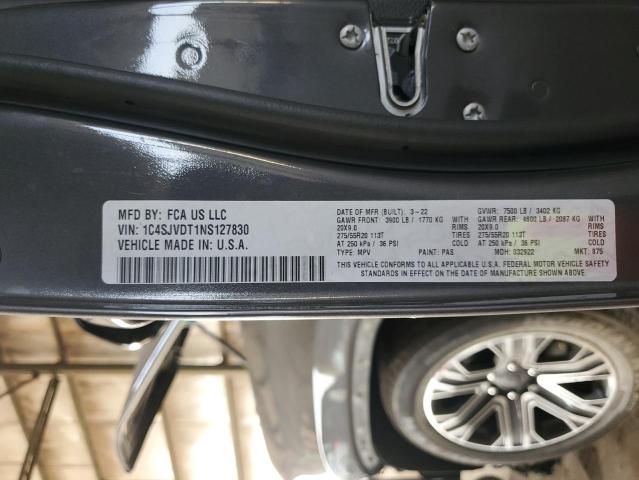 MFD BY: FCA US LLC
VIN: 1C4SJVDT1NS127830
VEHICLE MADE IN U.S.A.
DATE OF MFR (BUILT): 3-22 GVWR: 7500 LB / 3402 KG
GAWR FRONT: 3900 LB / 1770 KG WITH GAWR REAR: 4600 LB / 2087 KG WITH
20X9.0 RIMS 20X9.0 RIMS
275/55R20 113T TIRES 275/55R20 113T TIRES
AT 250 kPa / 36 PSI AT 250 kPa / 36 PSI
TYPE: MPV PAINT: PAS MDH: 032922 MKT: 875
THIS VEHICLE CONFORMS TO ALL APPLICABLE U.S.A. FEDERAL MOTOR VEHICLE SAFETY
STANDARDS IN EFFECT ON THE DATE OF MANUFACTURE SHOWN ABOVE.